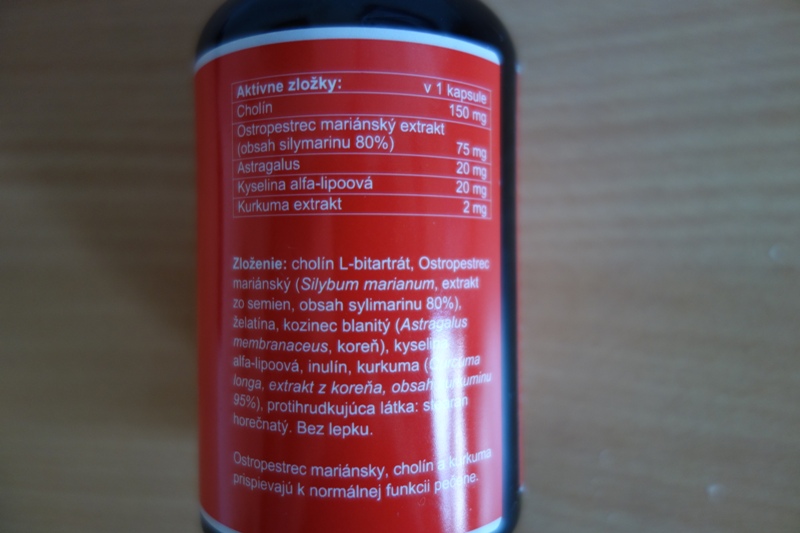 Aktivne zložky: v 1 kapsule
Cholín 150 mg
Ostropestrec mariánský extrakt
(obsah silymarinu 80%) 75 mg
Astragalus 20 mg
Kyselina alfa-lipoová 20 mg
Kurkuma extrakt 2 mg
Zloženie: cholín L-bitartrát, Ostropestrec
mariánský (Silybum marianum, extrakt
zo semien, obsah sylimarinu 80%),
želatína, kozinec blanitý (Astragalus
membranaceus, koreň), kyselina
alfa-lipoová, inulín, kurkuma (Curcuma
longa, extrakt z koreňa, obsah
95%), protihrudkujúca látka:
horečnatý. Bez lepku.
Ostropestrec mariánsky, cholín a kurkuma
prispievajú k normálnej funkcii pečene.